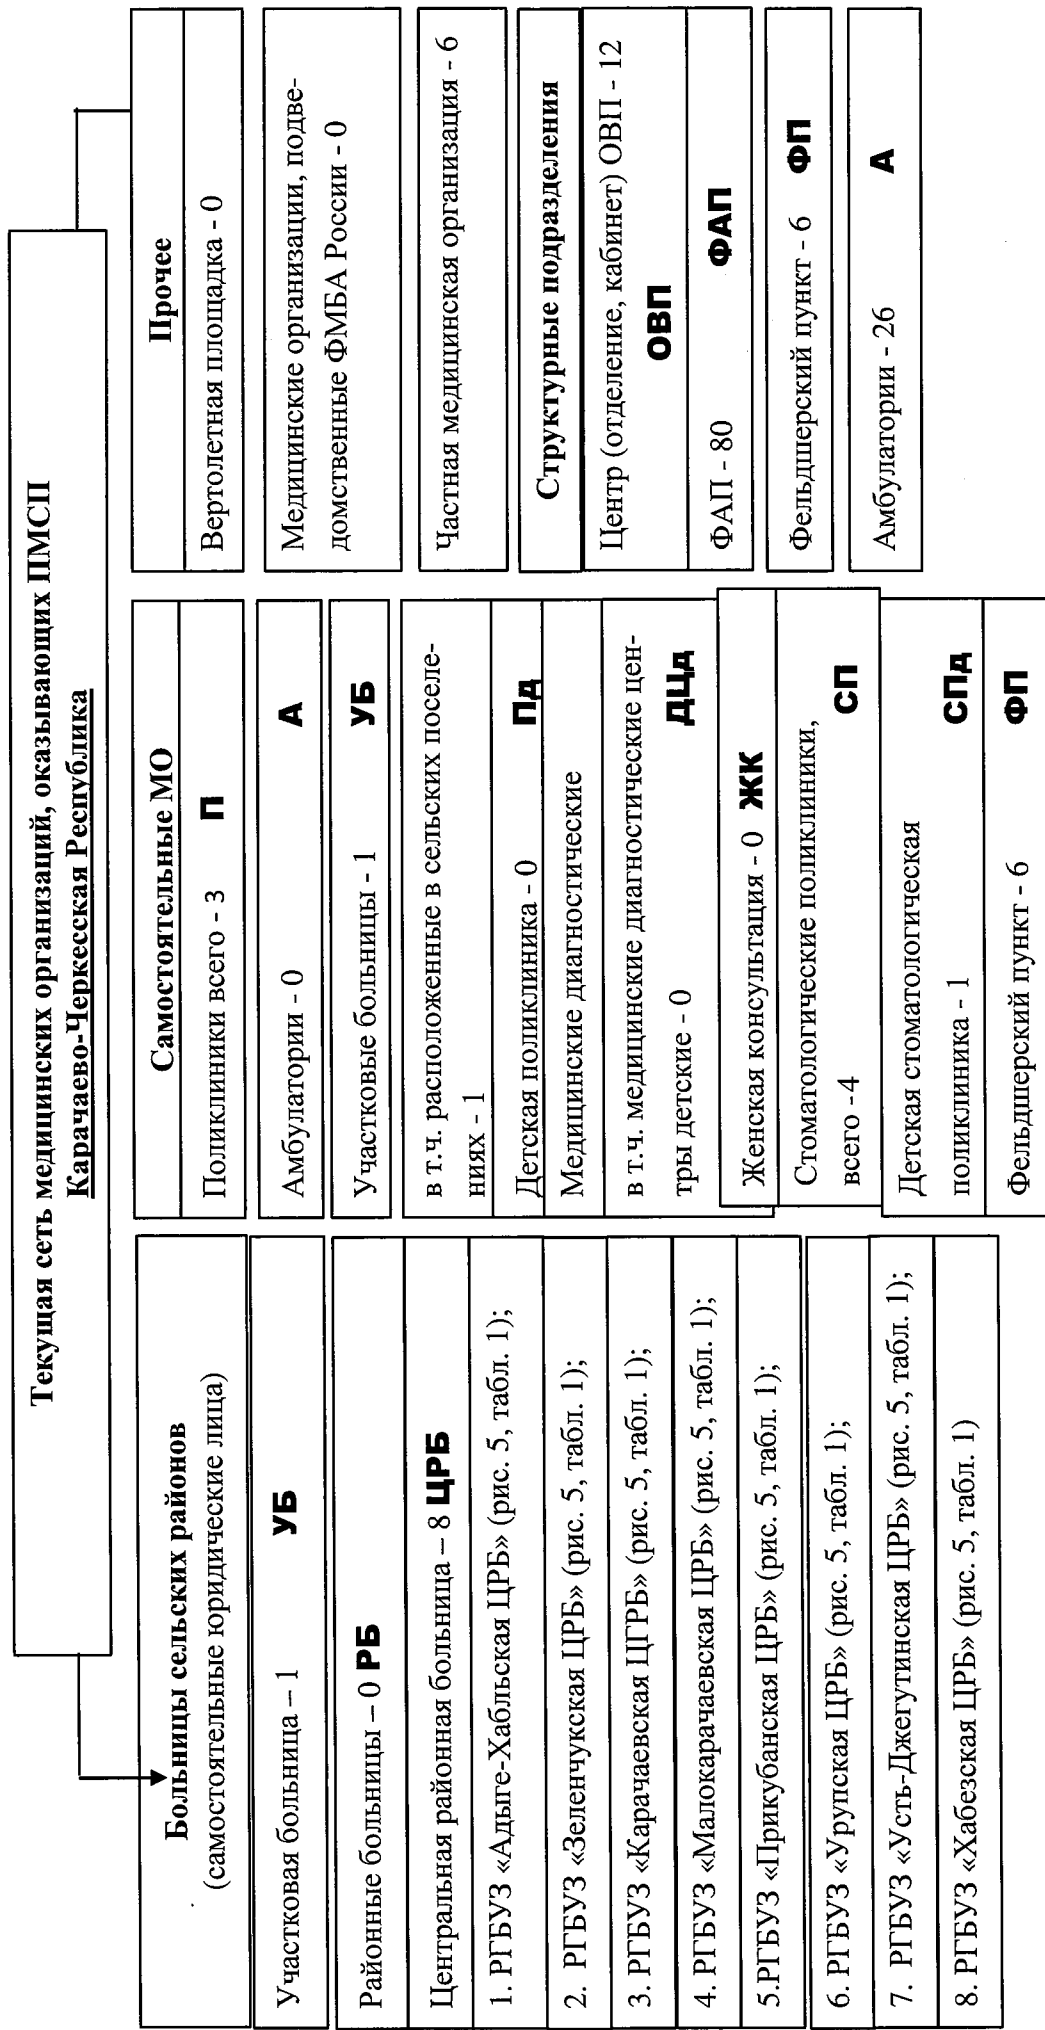 Текущая сеть медицинских организаций, оказывающих ПМСП
Карачаево-Черкесская Республика
Больницы сельских районов
(самостоятельные юридические лица)
Участковая больница – 1 УБ
Районные больницы – 0 РБ
Центральная районная больница – 8 ЦРБ
1. РГБУЗ «Адыге-Хабльская ЦРБ» (рис. 5, табл. 1);
2. РГБУЗ «Зеленчукская ЦРБ» (рис. 5, табл. 1);
3. РГБУЗ «Карачаевская ЦГРБ» (рис. 5, табл. 1);
4. РГБУЗ «Малокарачаевская ЦРБ» (рис. 5, табл. 1);
5.РГБУЗ «Прикубанская ЦРБ» (рис. 5, табл. 1);
6. РГБУЗ «Урупская ЦРБ» (рис. 5, табл. 1);
7. РГБУЗ «Усть-Джегутинская ЦРБ» (рис. 5, табл. 1);
8. РГБУЗ «Хабезская ЦРБ» (рис. 5, табл. 1)
Самостоятельные МО
Поликлиники всего - 3 П
Амбулатории - 0 А
Участковые больницы - 1 УБ
в т.ч. расположенные в сельских поселе-
ниях - 1
Детская поликлиника - 0 Пд
Медицинские диагностические
в т.ч. медицинские диагностические цен-
тры детские - 0 ДЦд
Женская консультация - 0 ЖК
Стоматологические поликлиники,
всего -4 СП
Детская стоматологическая
поликлиника - 1 СПд
Фельдшерский пункт - 6 ФП
Прочее
Вертолетная площадка - 0
Медицинские организации, подве-
домственные ФМБА России - 0
Частная медицинская организация - 6
Структурные подразделения
Центр (отделение, кабинет) ОВП - 12
ОВП
ФАП - 80 ФАП
Фельдшерский пункт - 6 ФП
Амбулатории - 26 А